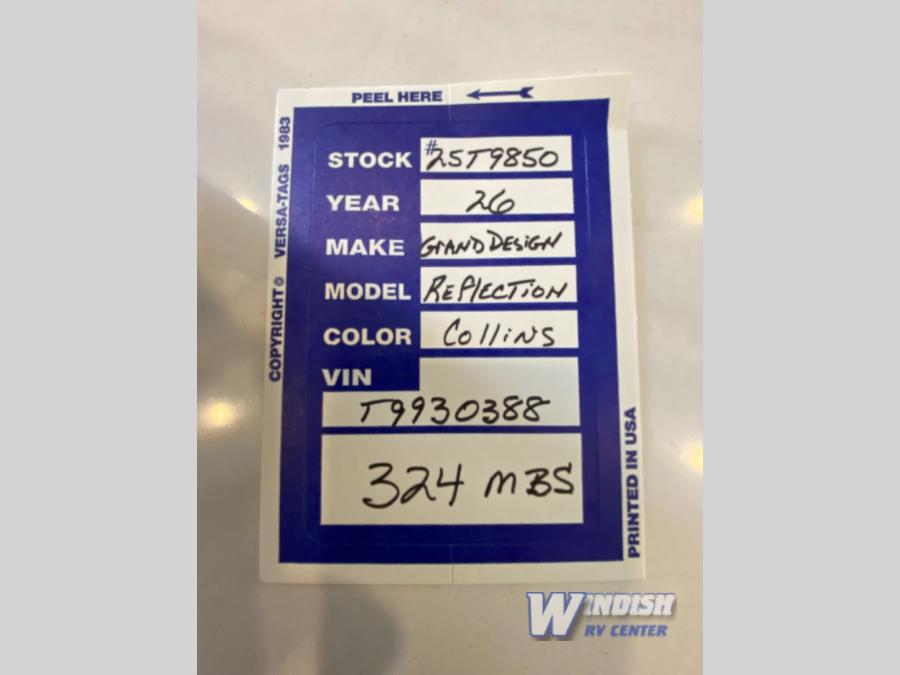 PEEL HERE
COPYRIGHT © VERSA-TAGS 1983
STOCK #25T9850
YEAR 26
MAKE GRAND DESIGN
MODEL REFLECTION
COLOR Collins
VIN
T9930388
324 MBS
PRINTED IN USA
WINDISH
RV CENTER